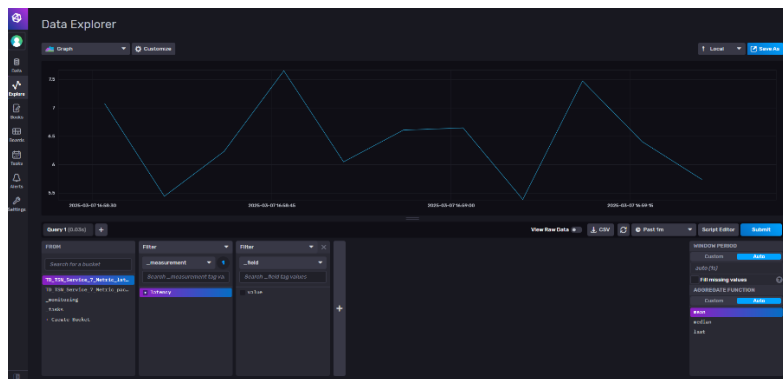 Data Explorer
Graph
Customize
Local
Save As
Data
Explore
Books
Boards
Tasks
Alerts
Settings
7.5
7
6.5
6
5.5
2025-03-07 16:58:30
2025-03-07 16:58:45
2025-03-07 16:59:00
2025-03-07 16:59:15
Query 1 (0.03s)
+
View Raw Data
CSV
Past 1m
Script Editor
Submit
FROM
Search for a bucket
TD_TSN_Service_7_Metric_lat...
TD_TSN_Service_7_Metric_pac...
_monitoring
_tasks
+ Create Bucket
Filter
_measurement
1
Search _measurement tag va
latency
Filter
_field
Search _field tag values
value
+
WINDOW PERIOD
Custom
Auto
auto (5s)
Fill missing values
AGGREGATE FUNCTION
Custom
Auto
mean
median
last